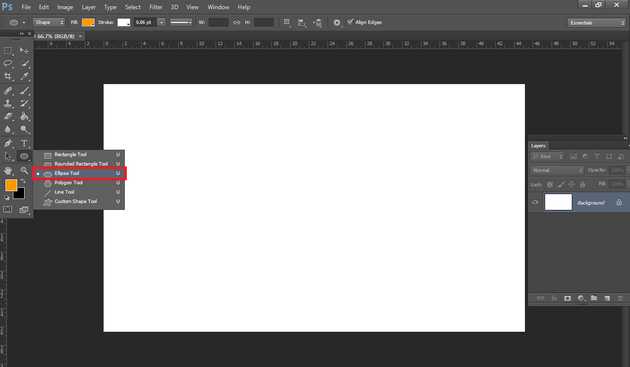 Ps File Edit Image Layer Type Select Filter 3D View Window Help
Shape Fill: Stroke: 0.06 pt W: H: Align Edges Essentials
66.7% (RGB/8) ×
Rectangle Tool U
Rounded Rectangle Tool U
Ellipse Tool U
Polygon Tool U
Line Tool U
Custom Shape Tool U
Layers
Kind
Normal Opacity: 100%
Lock: Fill: 100%
Background